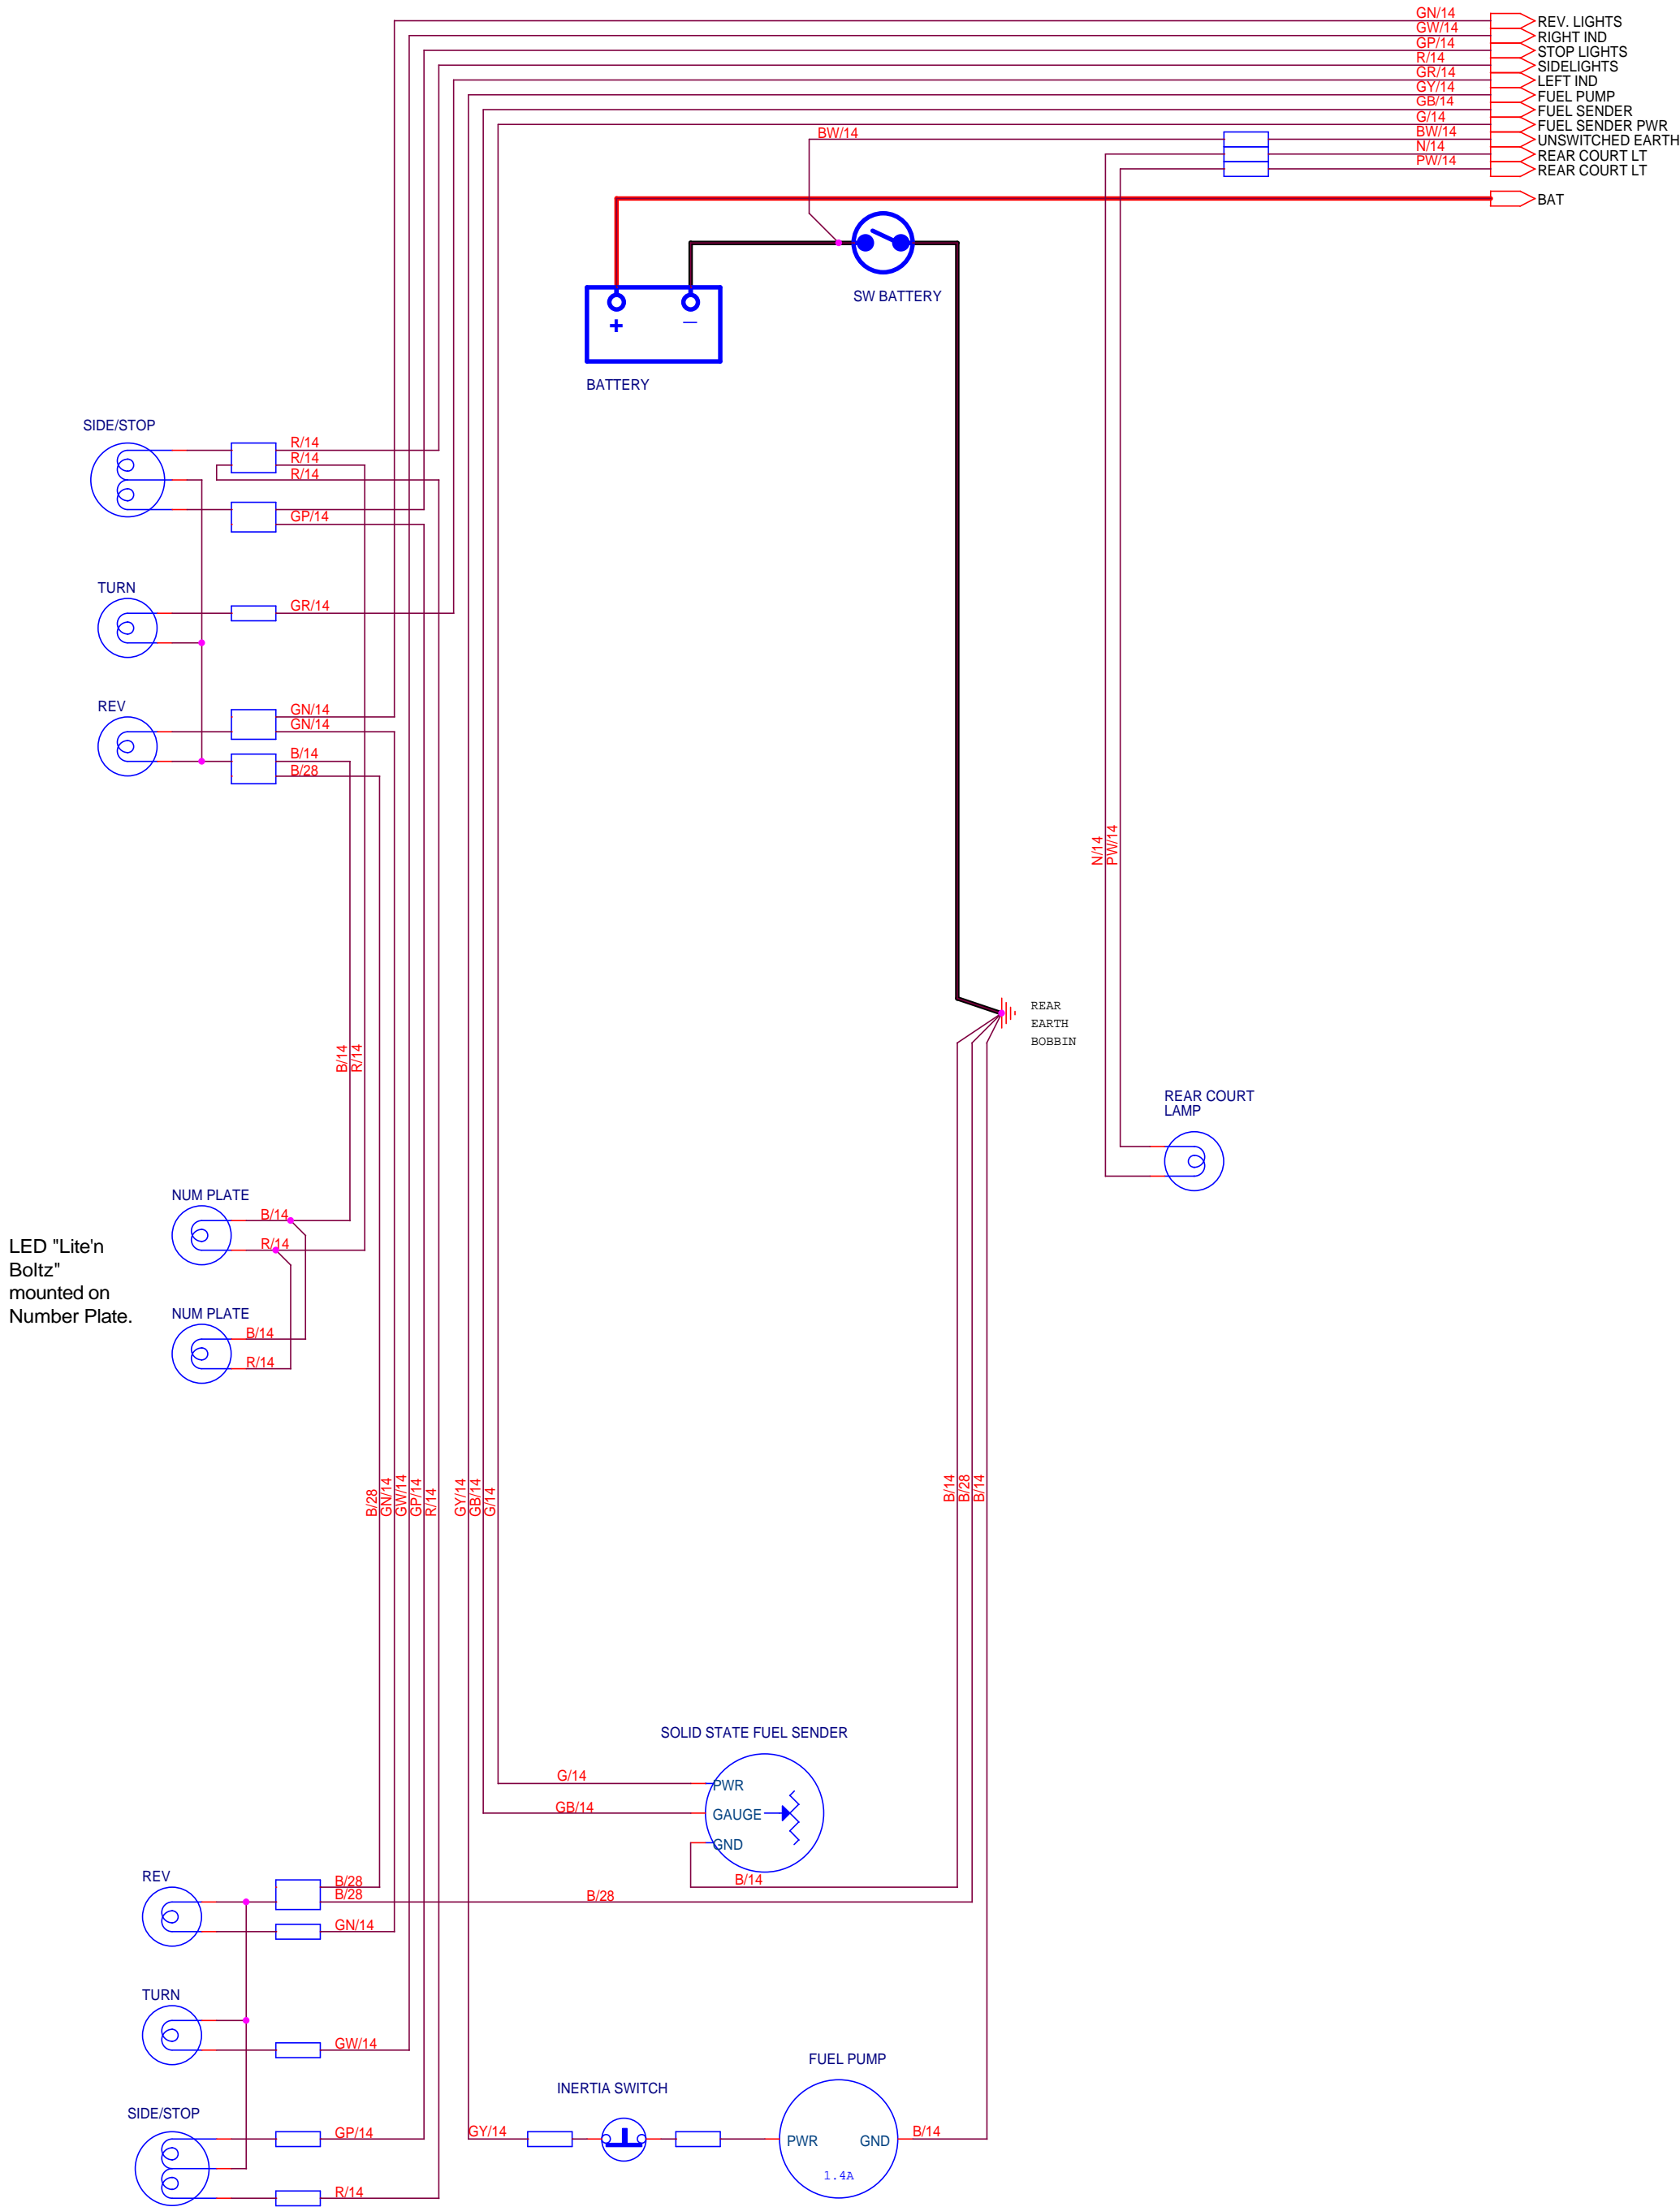 GN/14
REV. LIGHTS
GW/14
RIGHT IND
GP/14
STOP LIGHTS
R/14
SIDELIGHTS
GR/14
LEFT IND
GY/14
FUEL PUMP
GB/14
FUEL SENDER
G/14
FUEL SENDER PWR
BW/14
BW/14
UNSWITCHED EARTH
N/14
REAR COURT LT
PW/14
REAR COURT LT
BAT
SW BATTERY
+
–
BATTERY
SIDE/STOP
R/14
R/14
R/14
GP/14
TURN
GR/14
REV
GN/14
GN/14
B/14
B/28
N/14
PW/14
REAR
EARTH
BOBBIN
B/14
R/14
REAR COURT
LAMP
NUM PLATE
B/14
R/14
LED "Lite'n
Boltz"
mounted on
Number Plate.
NUM PLATE
B/14
R/14
B/28
GN/14
GW/14
GP/14
R/14
GY/14
GB/14
G/14
B/14
B/28
B/14
SOLID STATE FUEL SENDER
G/14
PWR
GB/14
GAUGE
GND
B/14
REV
B/28
B/28
B/28
GN/14
TURN
GW/14
FUEL PUMP
INERTIA SWITCH
SIDE/STOP
GP/14
GY/14
PWR
GND
B/14
1.4A
R/14